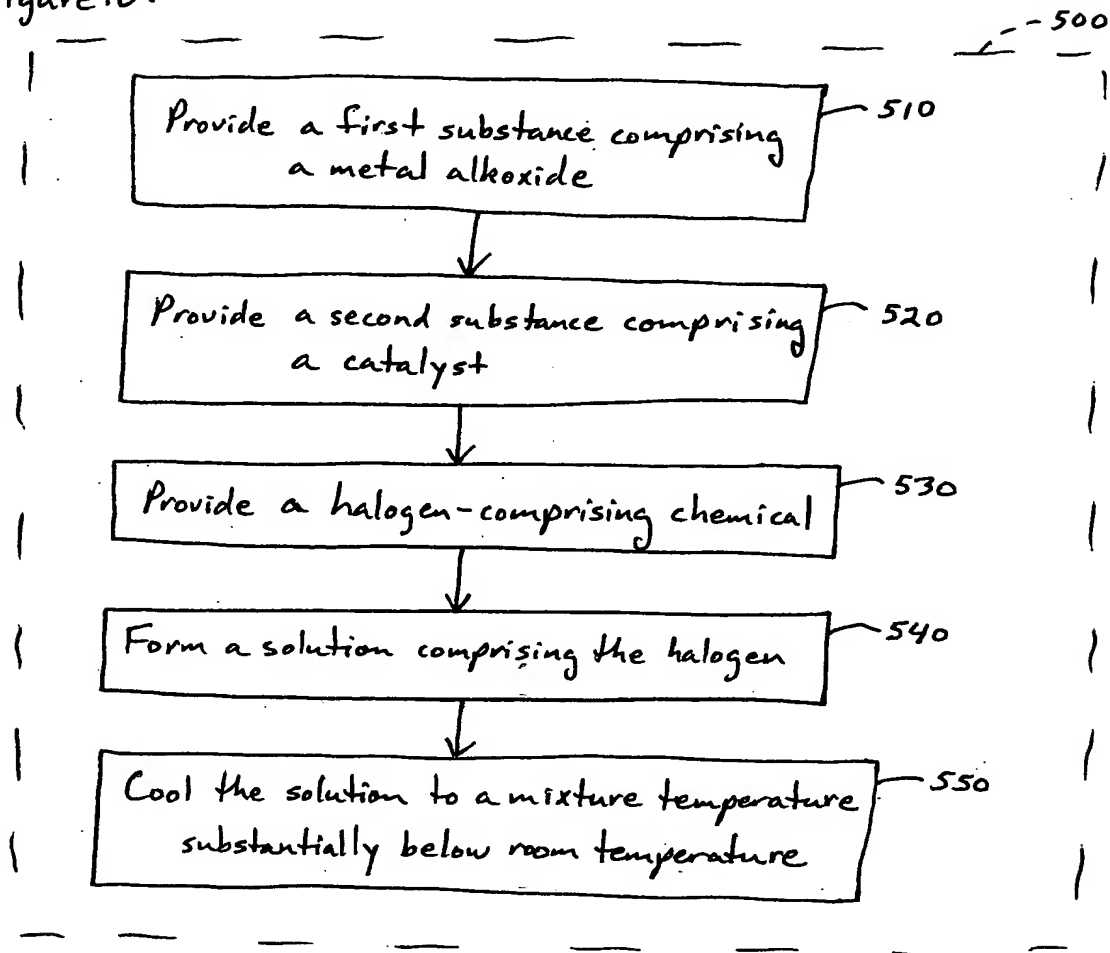 500
Provide a first substance comprising
a metal alkoxide
510
Provide a second substance comprising
a catalyst
520
Provide a halogen-comprising chemical
530
Form a solution comprising the halogen
540
Cool the solution to a mixture temperature
substantially below room temperature
550